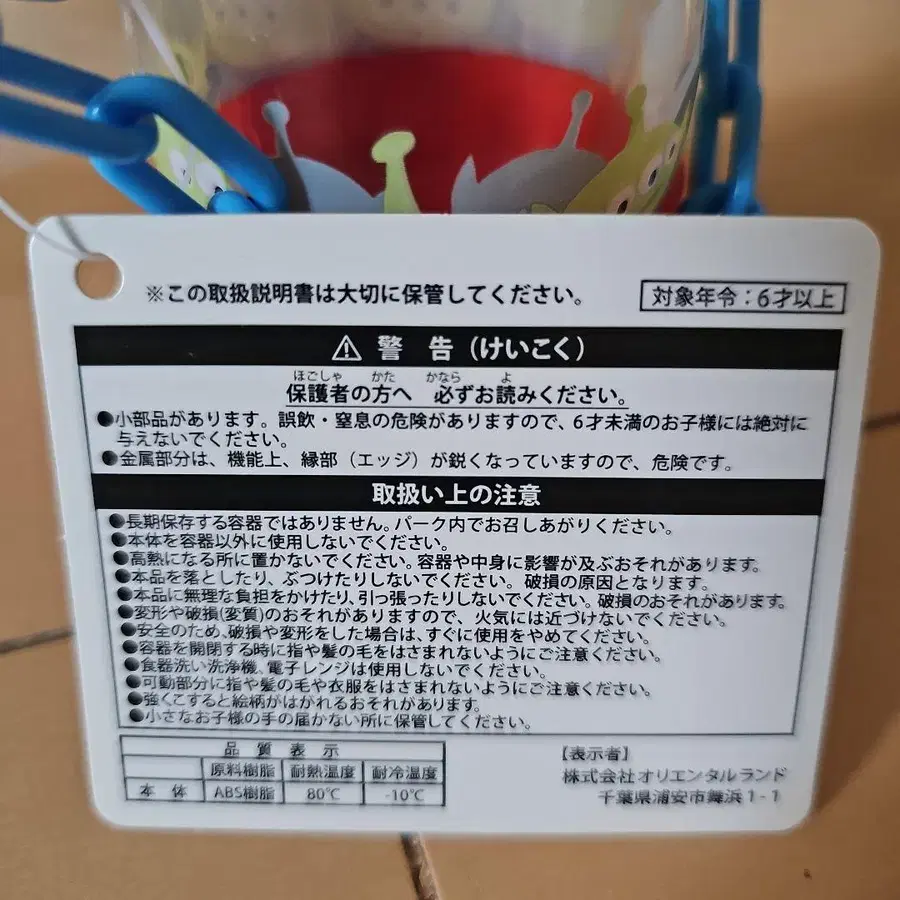 ※この取扱説明書は大切に保管してください。
対象年令：6才以上
⚠ 警 告（けいこく）
ほごしゃ かた かなら よ
保護者の方へ 必ずお読みください。
●小部品があります。誤飲・窒息の危険がありますので、6才未満のお子様には絶対に
与えないでください。
●金属部分は、機能上、縁部（エッジ）が鋭くなっていますので、危険です。
取扱い上の注意
●長期保存する容器ではありません。パーク内でお召しあがりください。
●本体を容器以外に使用しないでください。
●高熱になる所に置かないでください。容器や中身に影響が及ぶおそれがあります。
●本品を落としたり、ぶつけたりしないでください。破損の原因となります。
●本品に無理な負担をかけたり、引っ張ったりしないでください。破損のおそれがあります。
●変形や破損(変質)のおそれがありますので、火気には近づけないでください。
●安全のため、破損や変形をした場合は、すぐに使用をやめてください。
●容器を開閉する時に指や髪の毛をはさまれないようにご注意ください。
●食器洗い洗浄機、電子レンジは使用しないでください。
●可動部分に指や髪の毛や衣服をはさまれないようにご注意ください。
●強くこすると絵柄がはがれるおそれがあります。
●小さなお子様の手の届かない所に保管してください。
品 質 表 示
原料樹脂 耐熱温度 耐冷温度
本 体 ABS樹脂 80℃ -10℃
【表示者】
株式会社オリエンタルランド
千葉県浦安市舞浜1-1